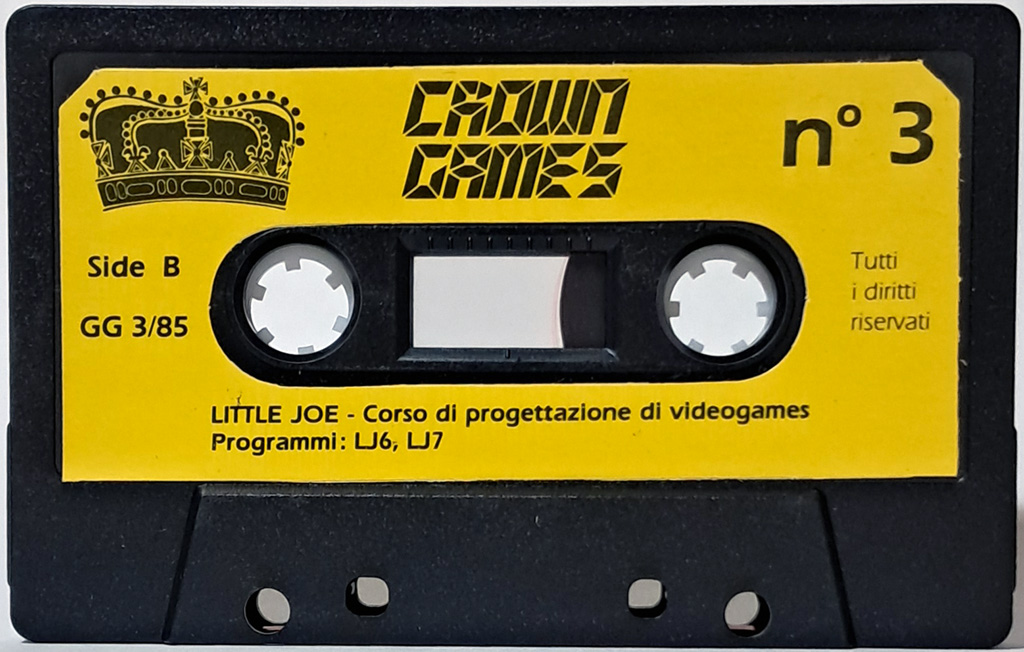 CROWN
GAMES
n° 3
Side B
GG 3/85
Tutti
i diritti
riservati
LITTLE JOE - Corso di progettazione di videogames
Programmi: LJ6, LJ7